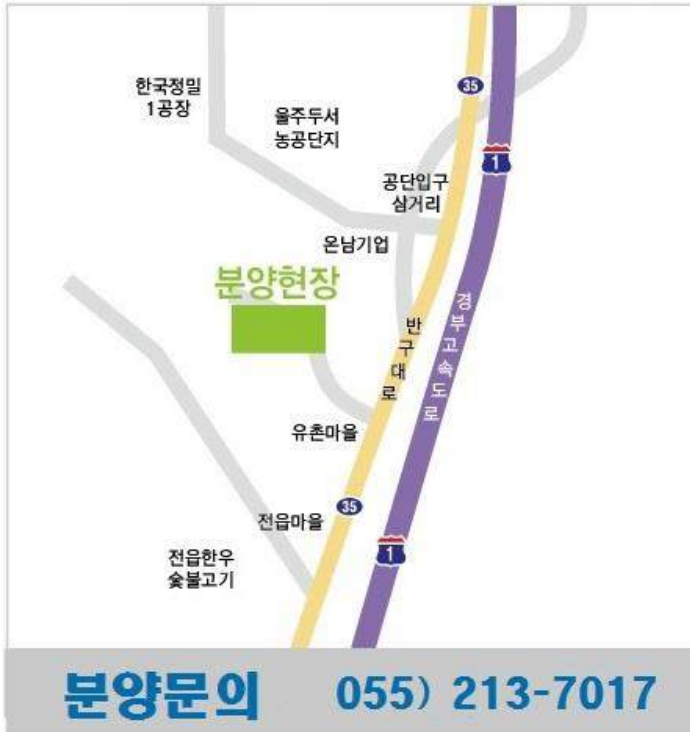 35
한국정밀
1공장
울주두서
농공단지
1
공단입구
삼거리
온남기업
분양현장
반구대로
경부고속도로
유촌마을
35
전읍마을
1
전읍한우
숯불고기
분양문의 055) 213-7017